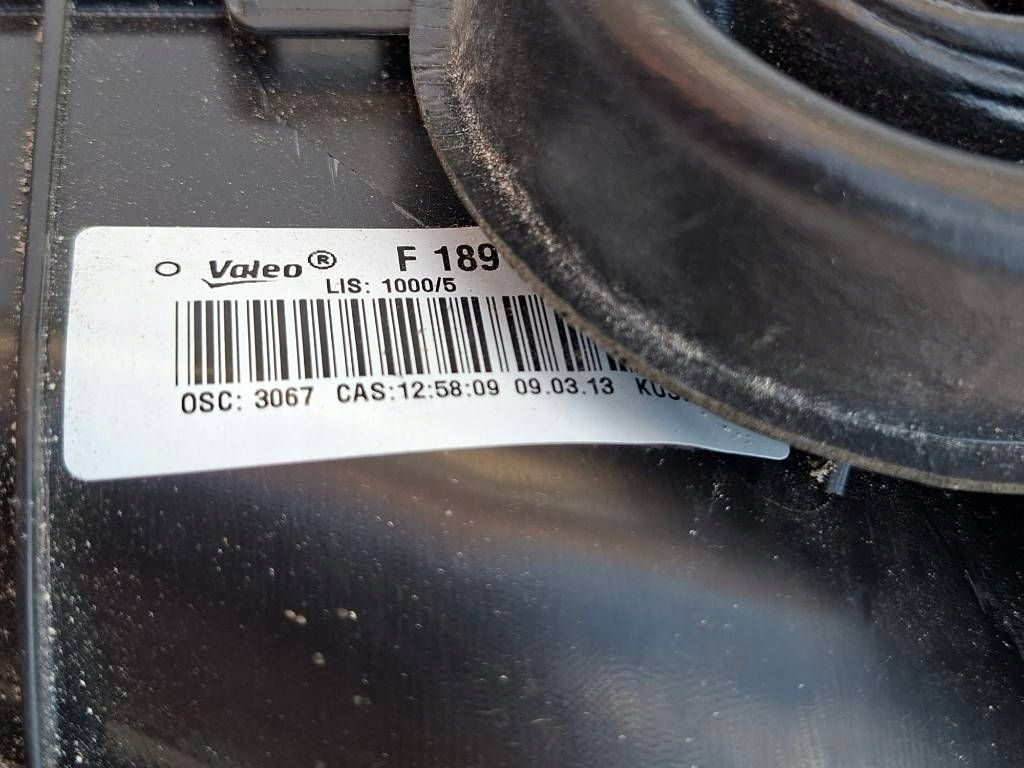 Valeo® F 189
LIS: 1000/5
OSC: 3067 CAS:12:58:09 09.03.13